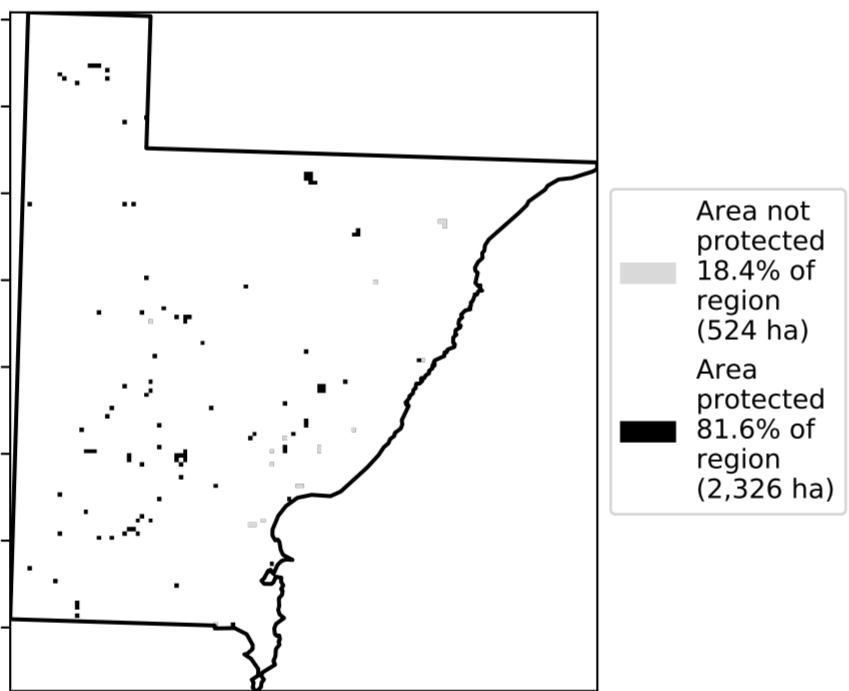 Area not
protected
18.4% of
region
(524 ha)
Area
protected
81.6% of
region
(2,326 ha)